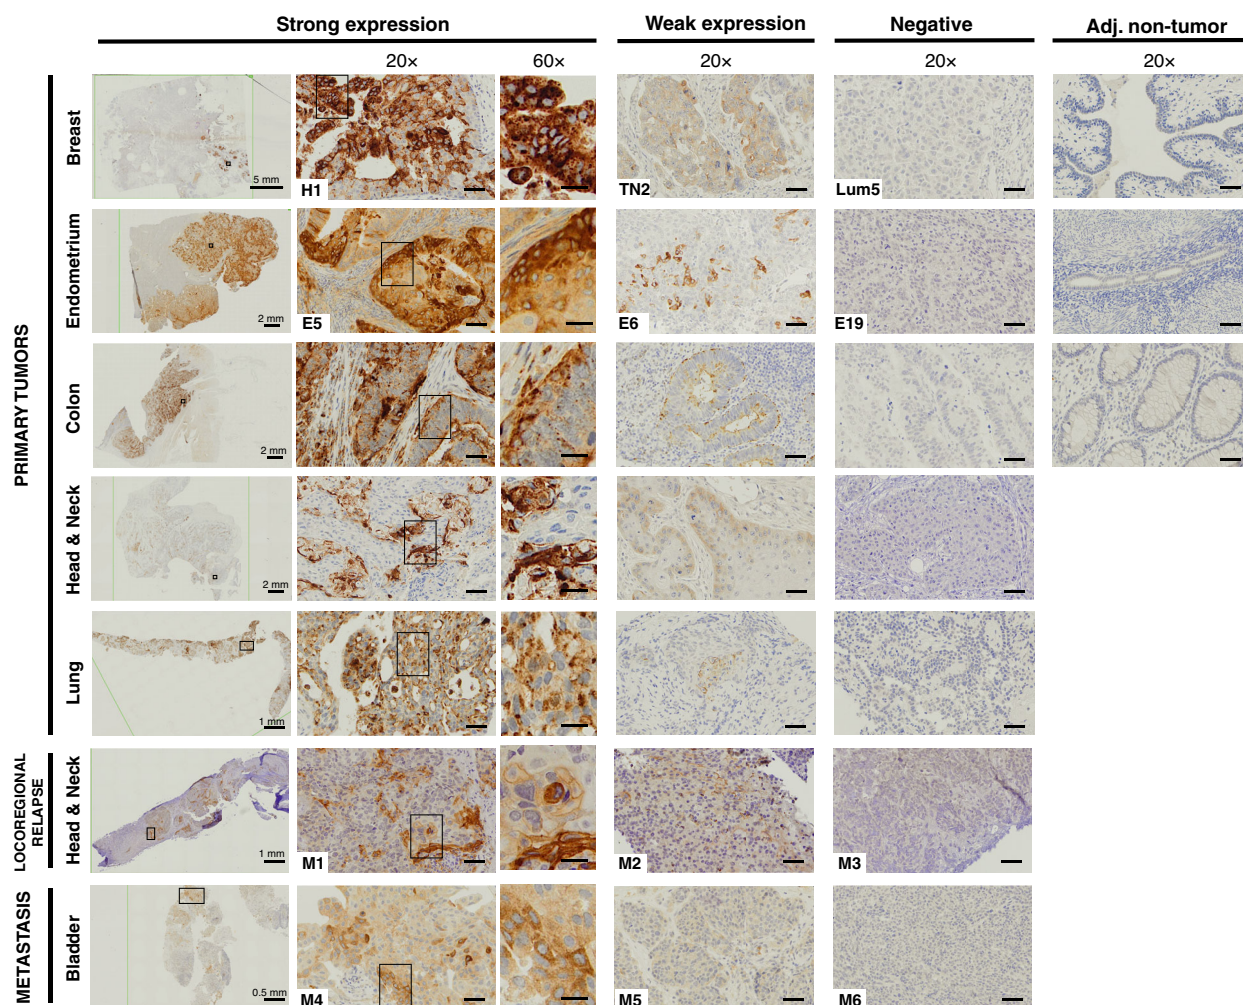 Strong expression
Weak expression
Negative
Adj. non-tumor
20×
60×
20×
20×
20×
PRIMARY TUMORS
Breast
5 mm
H1
TN2
Lum5
Endometrium
2 mm
E5
E6
E19
Colon
2 mm
Head & Neck
2 mm
Lung
1 mm
LOCOREGIONAL
RELAPSE
Head & Neck
1 mm
M1
M2
M3
METASTASIS
Bladder
0.5 mm
M4
M5
M6